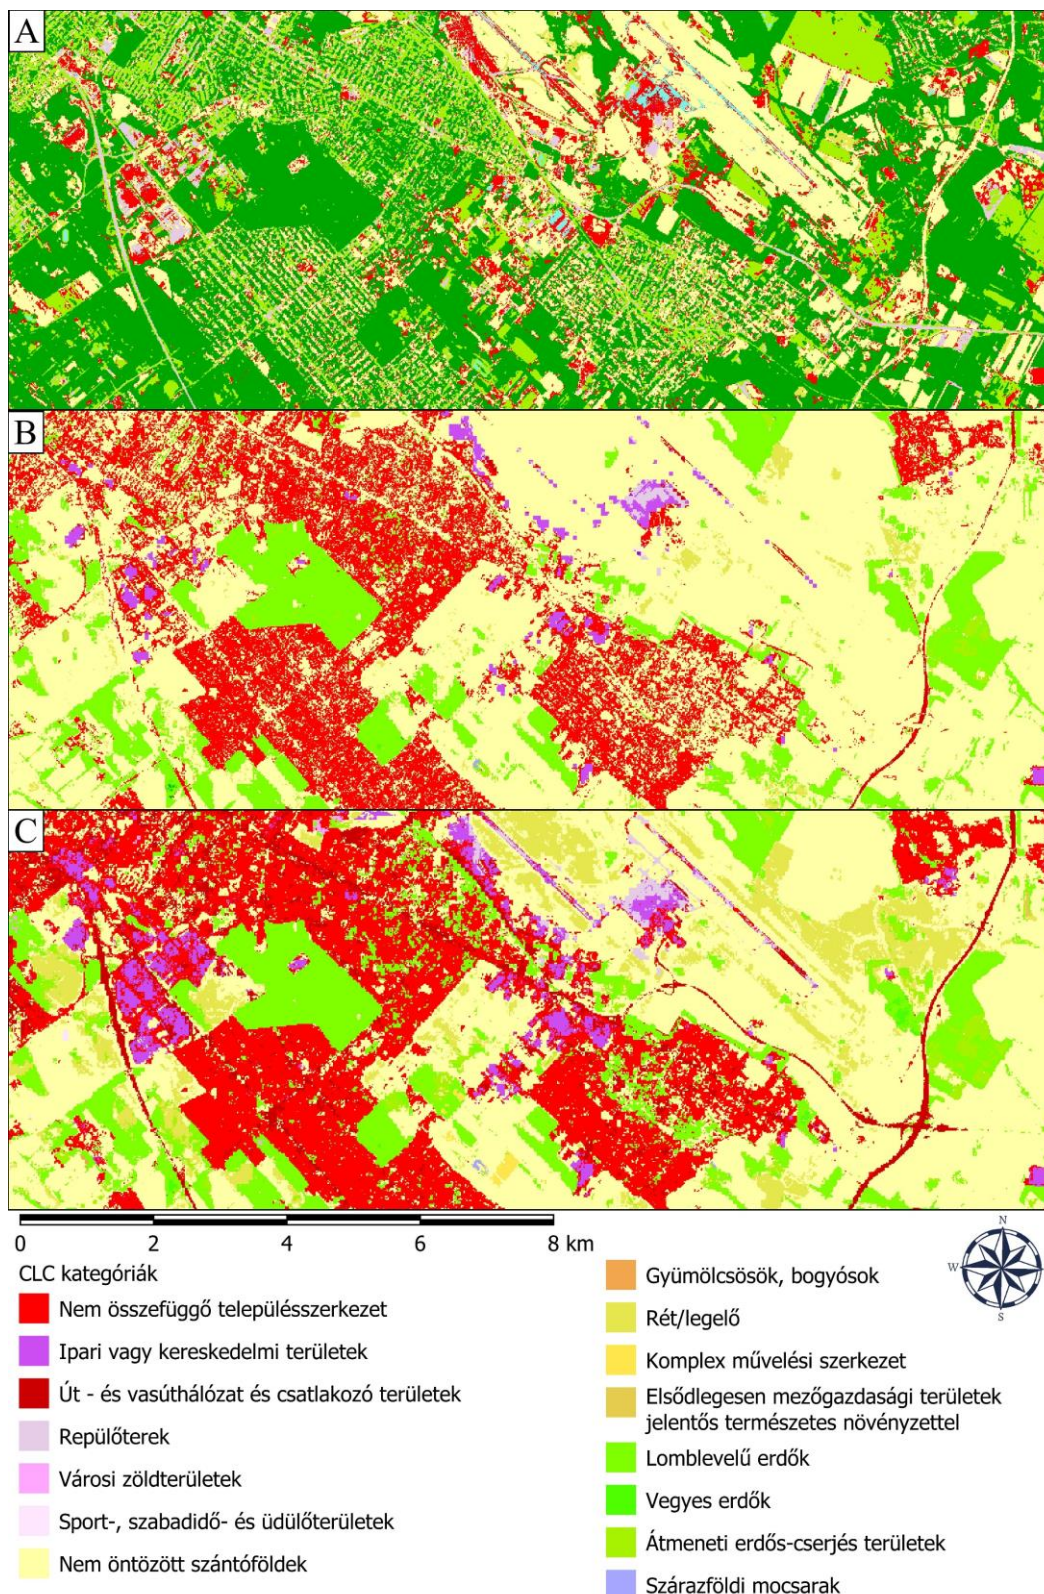 A
B
C
0 2 4 6 8 km
CLC kategóriák
Nem összefüggő településszerkezet
Ipari vagy kereskedelmi területek
Út - és vasúthálózat és csatlakozó területek
Repülőterek
Városi zöldterületek
Sport-, szabadidő- és üdülőterületek
Nem öntözött szántóföldek
N
W
S
Gyümölcsösök, bogyósok
Rét/legelő
Komplex művelési szerkezet
Elsődlegesen mezőgazdasági területek
jelentős természetes növényzettel
Lomblevelű erdők
Vegyes erdők
Átmeneti erdős-cserjés területek
Szárazföldi mocsarak